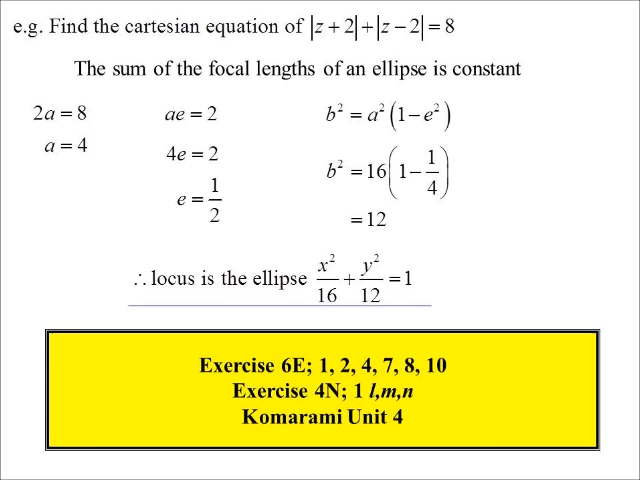 e.g. Find the cartesian equation of |z + 2| + |z − 2| = 8
The sum of the focal lengths of an ellipse is constant
2a = 8
a = 4
ae = 2
4e = 2
e = 1/2
b² = a²(1 − e²)
b² = 16(1 − 1/4)
= 12
∴ locus is the ellipse x²/16 + y²/12 = 1
Exercise 6E; 1, 2, 4, 7, 8, 10
Exercise 4N; 1 l,m,n
Komarami Unit 4